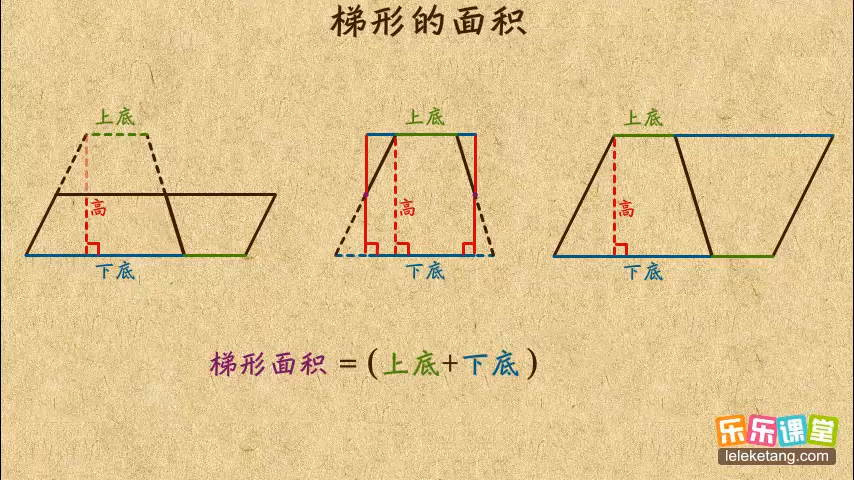 梯形的面积
上底 上底 上底
高 高 高
下底 下底 下底
梯形面积=(上底+下底)
乐乐课堂
leleketang.com